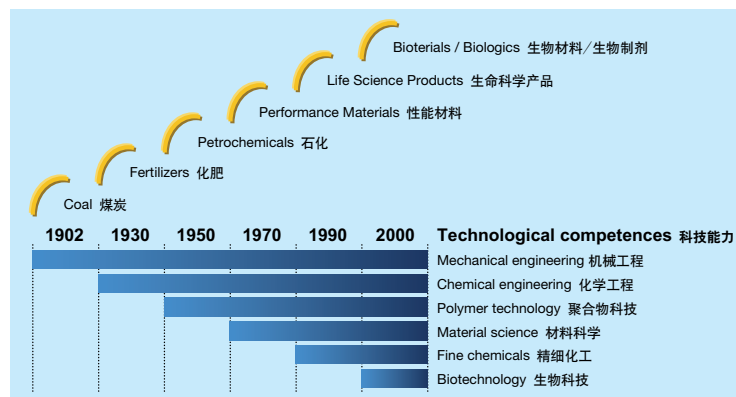 Bioterials / Biologics 生物材料/生物制剂
Life Science Products 生命科学产品
Performance Materials 性能材料
Petrochemicals 石化
Fertilizers 化肥
Coal 煤炭
1902 1930 1950 1970 1990 2000 Technological competences 科技能力
Mechanical engineering 机械工程
Chemical engineering 化学工程
Polymer technology 聚合物科技
Material science 材料科学
Fine chemicals 精细化工
Biotechnology 生物科技